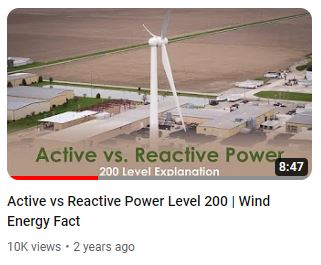 Active vs. Reactive Power
200 Level Explanation
8:47
Active vs Reactive Power Level 200 | Wind
Energy Fact
10K views • 2 years ago